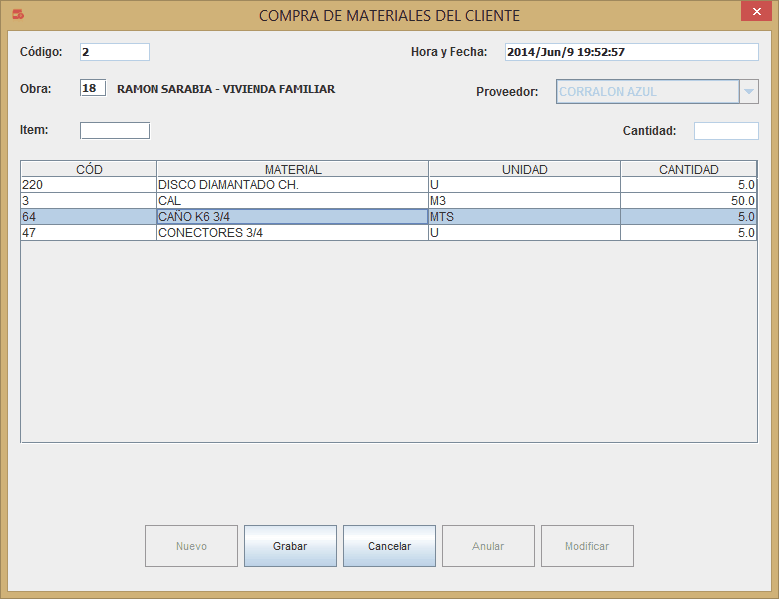 COMPRA DE MATERIALES DEL CLIENTE
Código: 2 Hora y Fecha: 2014/Jun/9 19:52:57
Obra: 18 RAMON SARABIA - VIVIENDA FAMILIAR Proveedor: CORRALON AZUL
Item: Cantidad:
CÓD MATERIAL UNIDAD CANTIDAD
220 DISCO DIAMANTADO CH. U 5.0
3 CAL M3 50.0
64 CAÑO K6 3/4 MTS 5.0
47 CONECTORES 3/4 U 5.0
Nuevo Grabar Cancelar Anular Modificar